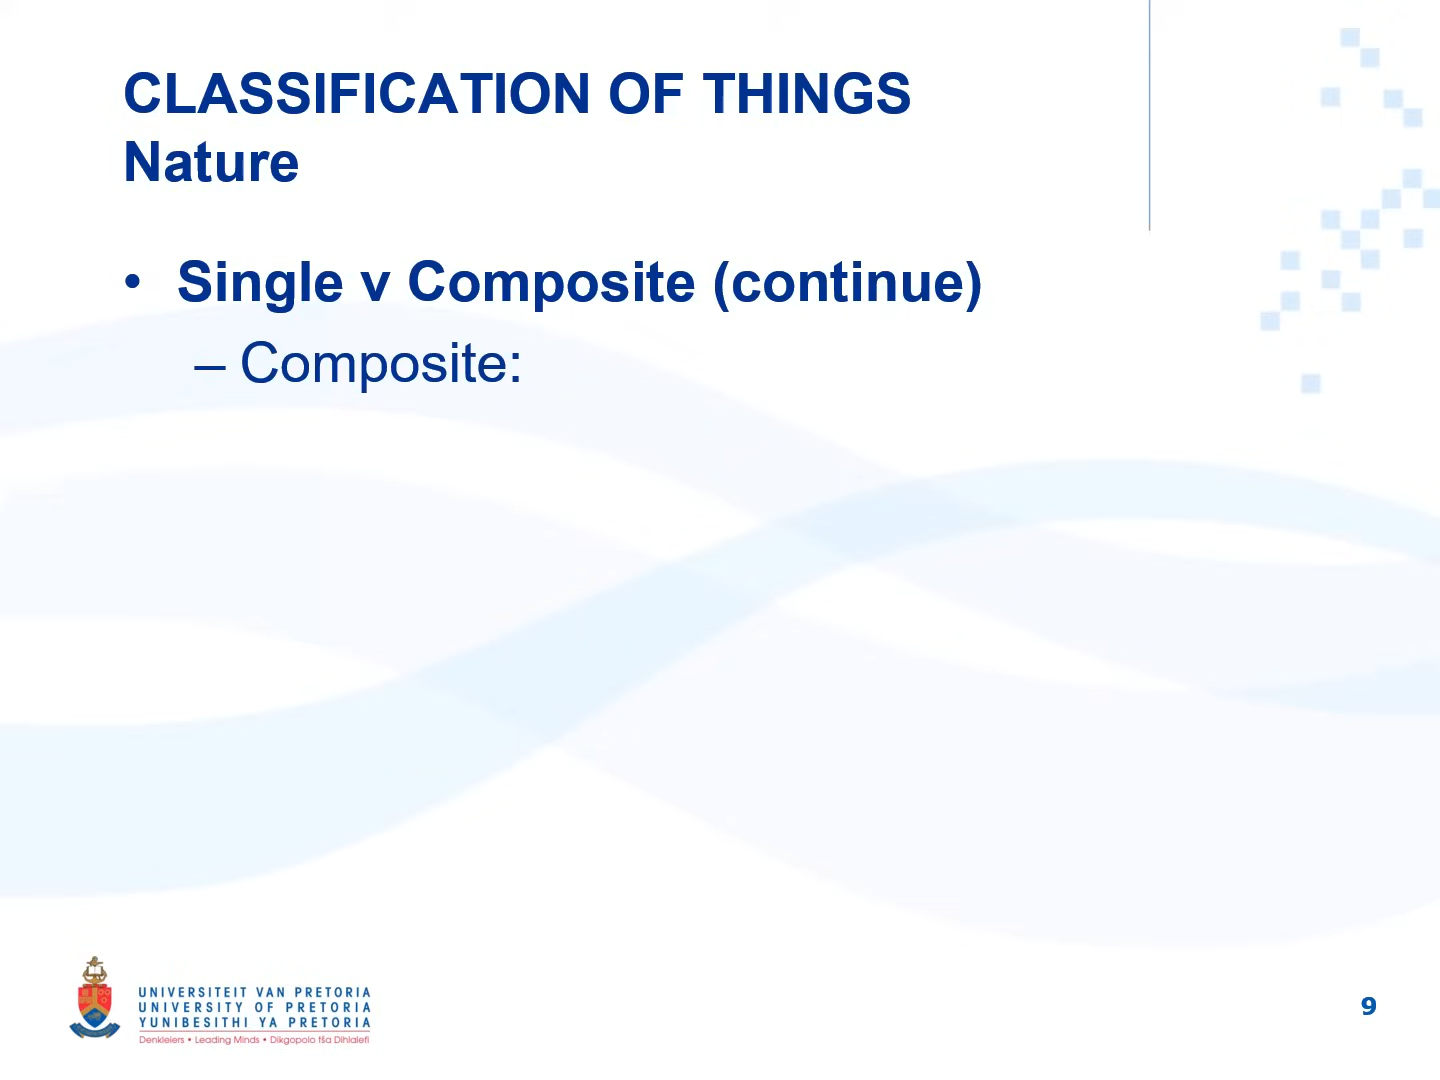 CLASSIFICATION OF THINGS
Nature
• Single v Composite (continue)
– Composite:
UNIVERSITEIT VAN PRETORIA
UNIVERSITY OF PRETORIA
YUNIBESITHI YA PRETORIA
Denkleiers • Leading Minds • Dikgopolo tša Dihlalefi
9